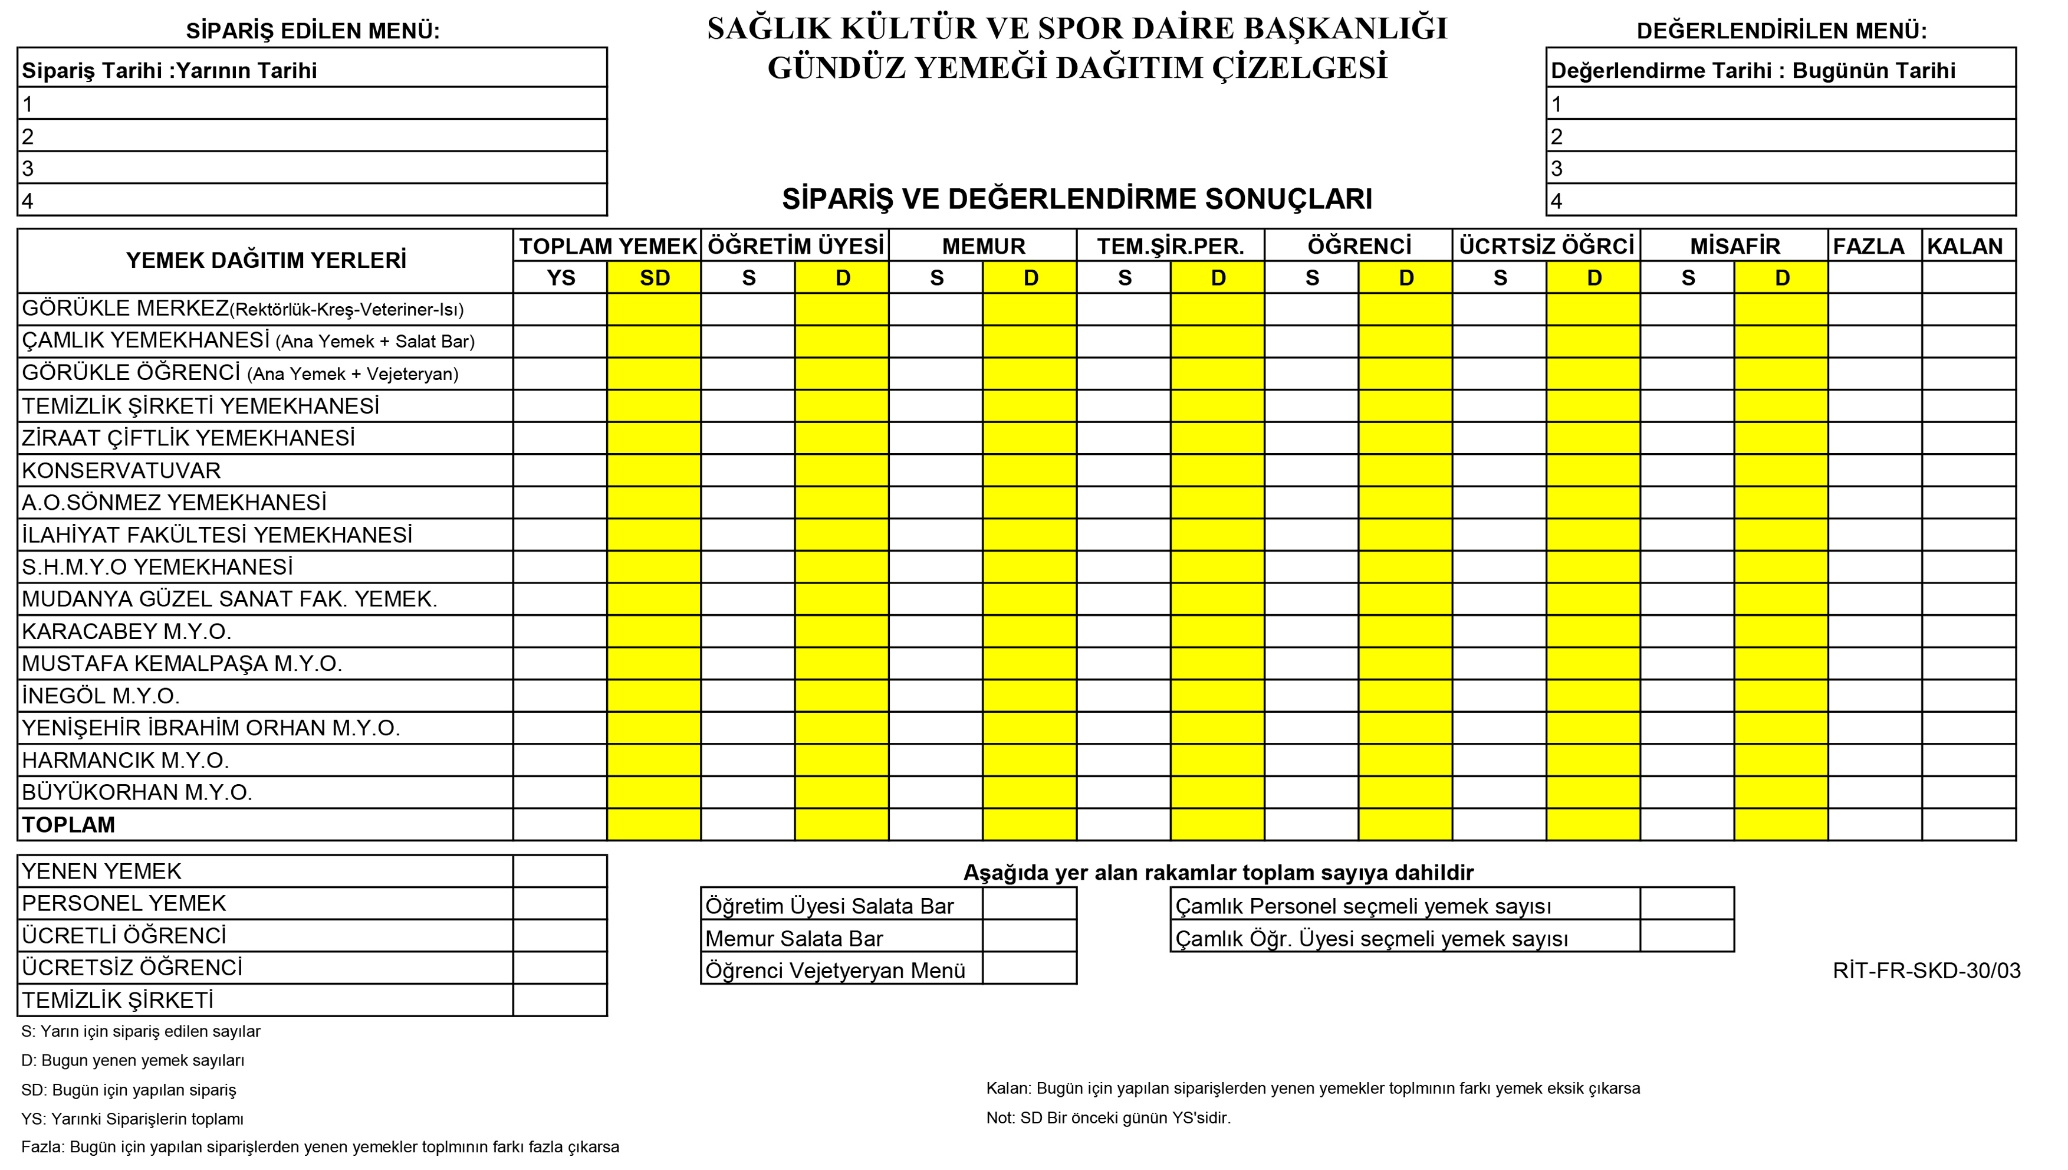 SİPARİŞ EDİLEN MENÜ:
Sipariş Tarihi :Yarının Tarihi
1
2
3
4
SAĞLIK KÜLTÜR VE SPOR DAİRE BAŞKANLIĞI
GÜNDÜZ YEMEĞİ DAĞITIM ÇİZELGESİ
SİPARİŞ VE DEĞERLENDİRME SONUÇLARI
DEĞERLENDİRİLEN MENÜ:
Değerlendirme Tarihi : Bugünün Tarihi
1
2
3
4
YEMEK DAĞITIM YERLERİ TOPLAM YEMEK ÖĞRETİM ÜYESİ MEMUR TEM.ŞİR.PER. ÖĞRENCİ ÜCRTSİZ ÖĞRCİ MİSAFİR FAZLA KALAN
YS SD S D S D S D S D S D S D
GÖRÜKLE MERKEZ(Rektörlük-Kreş-Veteriner-Isı)
ÇAMLIK YEMEKHANESİ (Ana Yemek + Salat Bar)
GÖRÜKLE ÖĞRENCİ (Ana Yemek + Vejeteryan)
TEMİZLİK ŞİRKETİ YEMEKHANESİ
ZİRAAT ÇİFTLİK YEMEKHANESİ
KONSERVATUVAR
A.O.SÖNMEZ YEMEKHANESİ
İLAHİYAT FAKÜLTESİ YEMEKHANESİ
S.H.M.Y.O YEMEKHANESİ
MUDANYA GÜZEL SANAT FAK. YEMEK.
KARACABEY M.Y.O.
MUSTAFA KEMALPAŞA M.Y.O.
İNEGÖL M.Y.O.
YENİŞEHİR İBRAHİM ORHAN M.Y.O.
HARMANCIK M.Y.O.
BÜYÜKORHAN M.Y.O.
TOPLAM
YENEN YEMEK
PERSONEL YEMEK
ÜCRETLİ ÖĞRENCİ
ÜCRETSİZ ÖĞRENCİ
TEMİZLİK ŞİRKETİ
Aşağıda yer alan rakamlar toplam sayıya dahildir
Öğretim Üyesi Salata Bar
Memur Salata Bar
Öğrenci Vejetyeryan Menü
Çamlık Personel seçmeli yemek sayısı
Çamlık Öğr. Üyesi seçmeli yemek sayısı
RİT-FR-SKD-30/03
S: Yarın için sipariş edilen sayılar
D: Bugun yenen yemek sayıları
SD: Bugün için yapılan sipariş
YS: Yarınki Siparişlerin toplamı
Fazla: Bugün için yapılan siparişlerden yenen yemekler toplmının farkı fazla çıkarsa
Kalan: Bugün için yapılan siparişlerden yenen yemekler toplmının farkı yemek eksik çıkarsa
Not: SD Bir önceki günün YS'sidir.